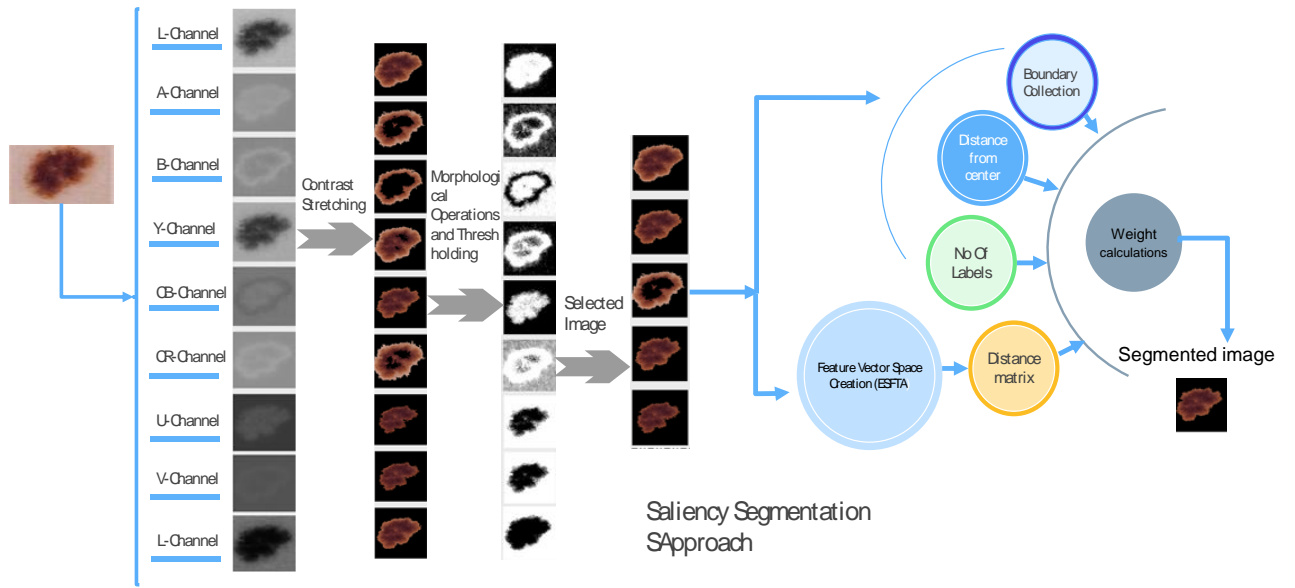 L-Channel
A-Channel
B-Channel
Y-Channel
CB-Channel
CR-Channel
U-Channel
V-Channel
L-Channel
Contrast
Stretching
Morphologi
cal
Operations
and Thresh
holding
Selected
Image
Boundary
Collection
Distance
from
center
No Of
Labels
Feature Vector Space
Creation (ESFTA
Distance
matrix
Weight
calculations
Segmented image
Saliency Segmentation
SApproach